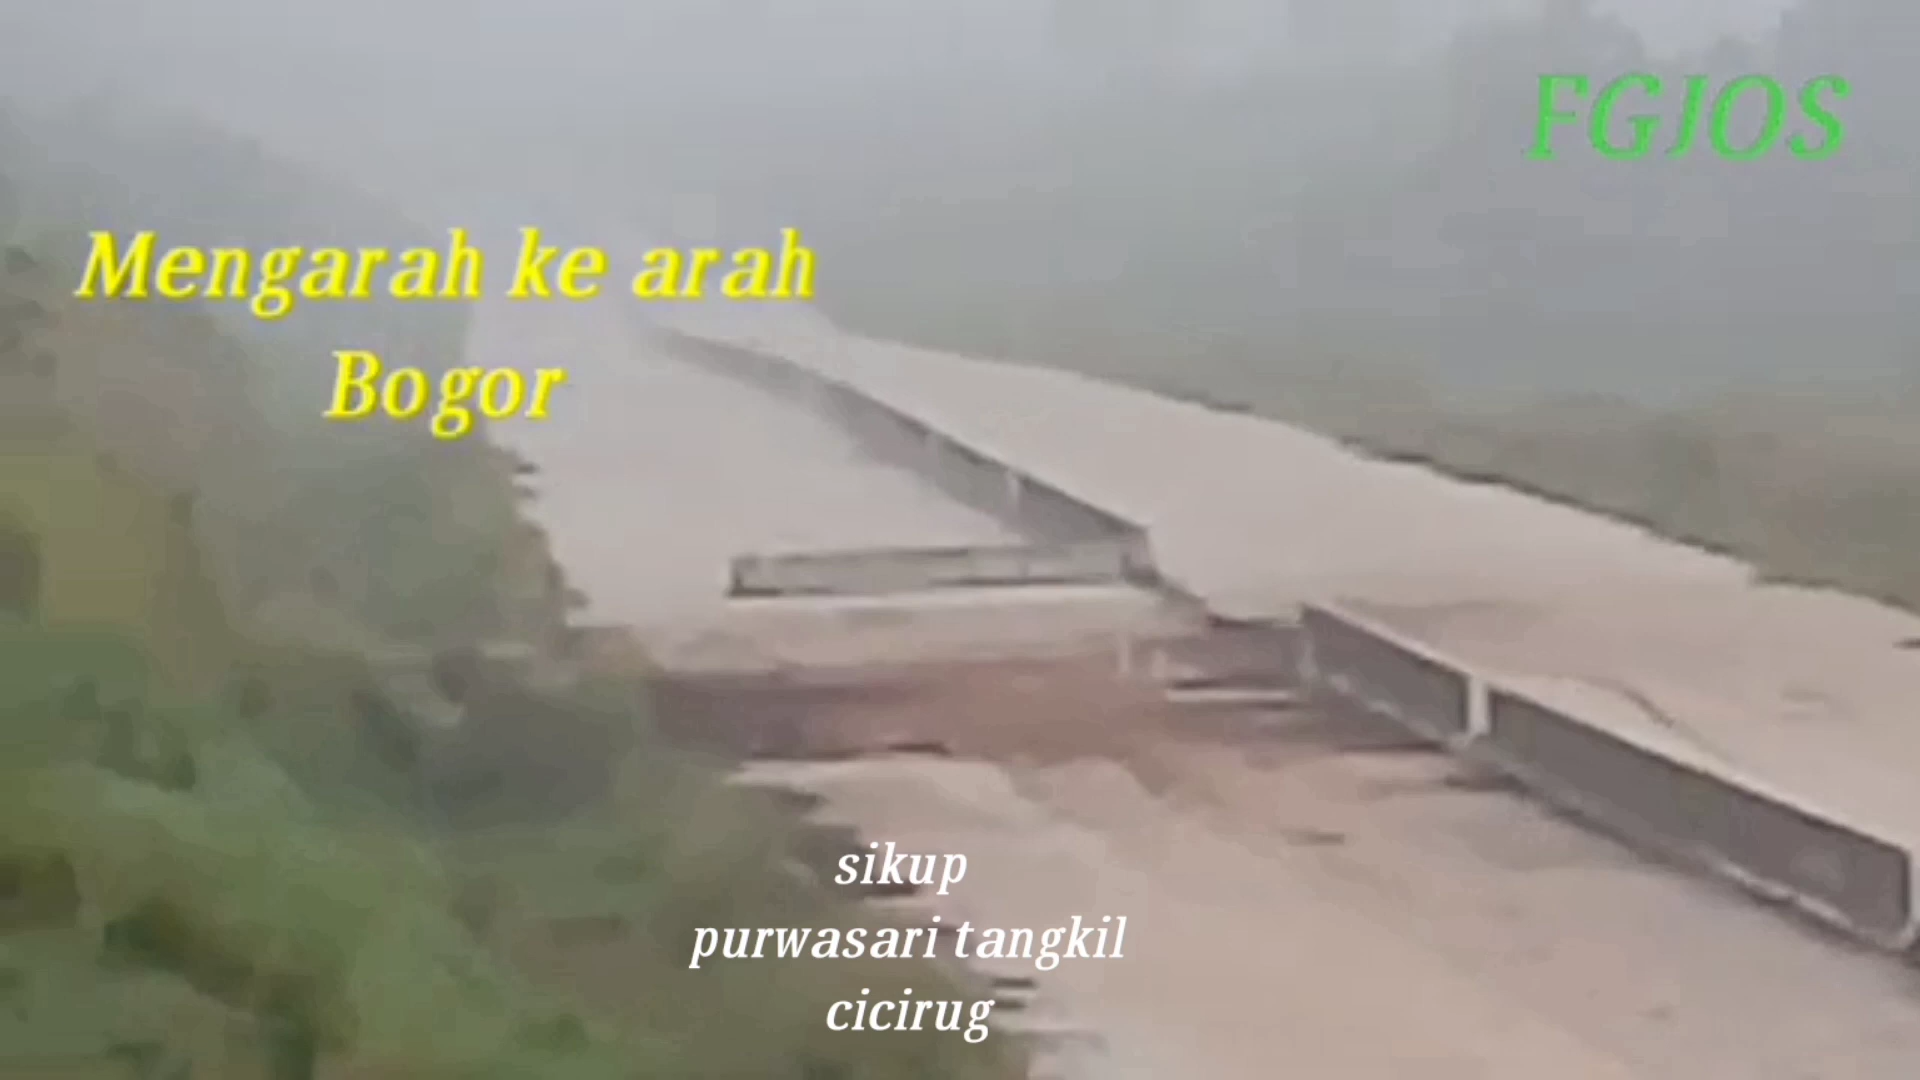 FGJOS
Mengarah ke arah
Bogor
sikup
purwasari tangkil
cicirug